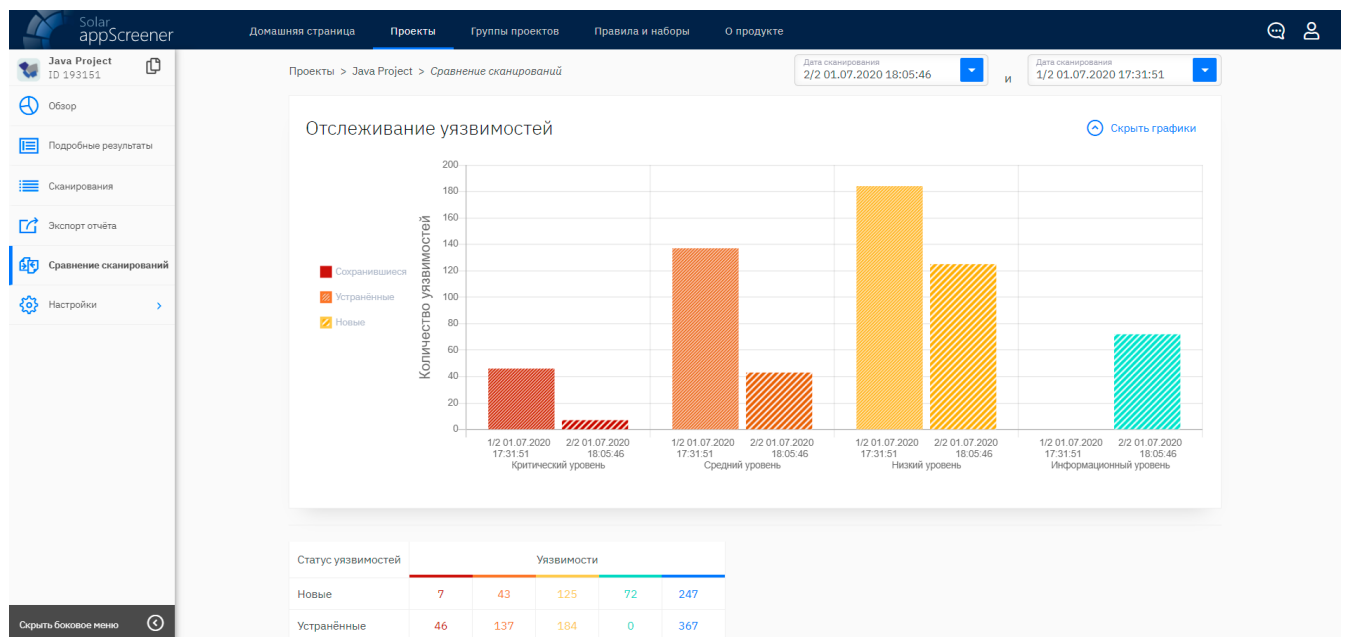 Solar
appScreener
Домашняя страница
Проекты
Группы проектов
Правила и наборы
О продукте
Java Project
ID 193151
Обзор
Подробные результаты
Сканирования
Экспорт отчёта
Сравнение сканирований
Настройки
Скрыть боковое меню
Проекты > Java Project > Сравнение сканирований
Дата сканирования
2/2 01.07.2020 18:05:46
и
Дата сканирования
1/2 01.07.2020 17:31:51
Отслеживание уязвимостей
Скрыть графики
Сохранившиеся
Устранённые
Новые
Количество уязвимостей
200
180
160
140
120
100
80
60
40
20
0
1/2 01.07.2020
17:31:51
2/2 01.07.2020
18:05:46
Критический уровень
1/2 01.07.2020
17:31:51
2/2 01.07.2020
18:05:46
Средний уровень
1/2 01.07.2020
17:31:51
2/2 01.07.2020
18:05:46
Низкий уровень
1/2 01.07.2020
17:31:51
2/2 01.07.2020
18:05:46
Информационный уровень
Статус уязвимостей Уязвимости
Новые 7 43 125 72 247
Устранённые 46 137 184 0 367